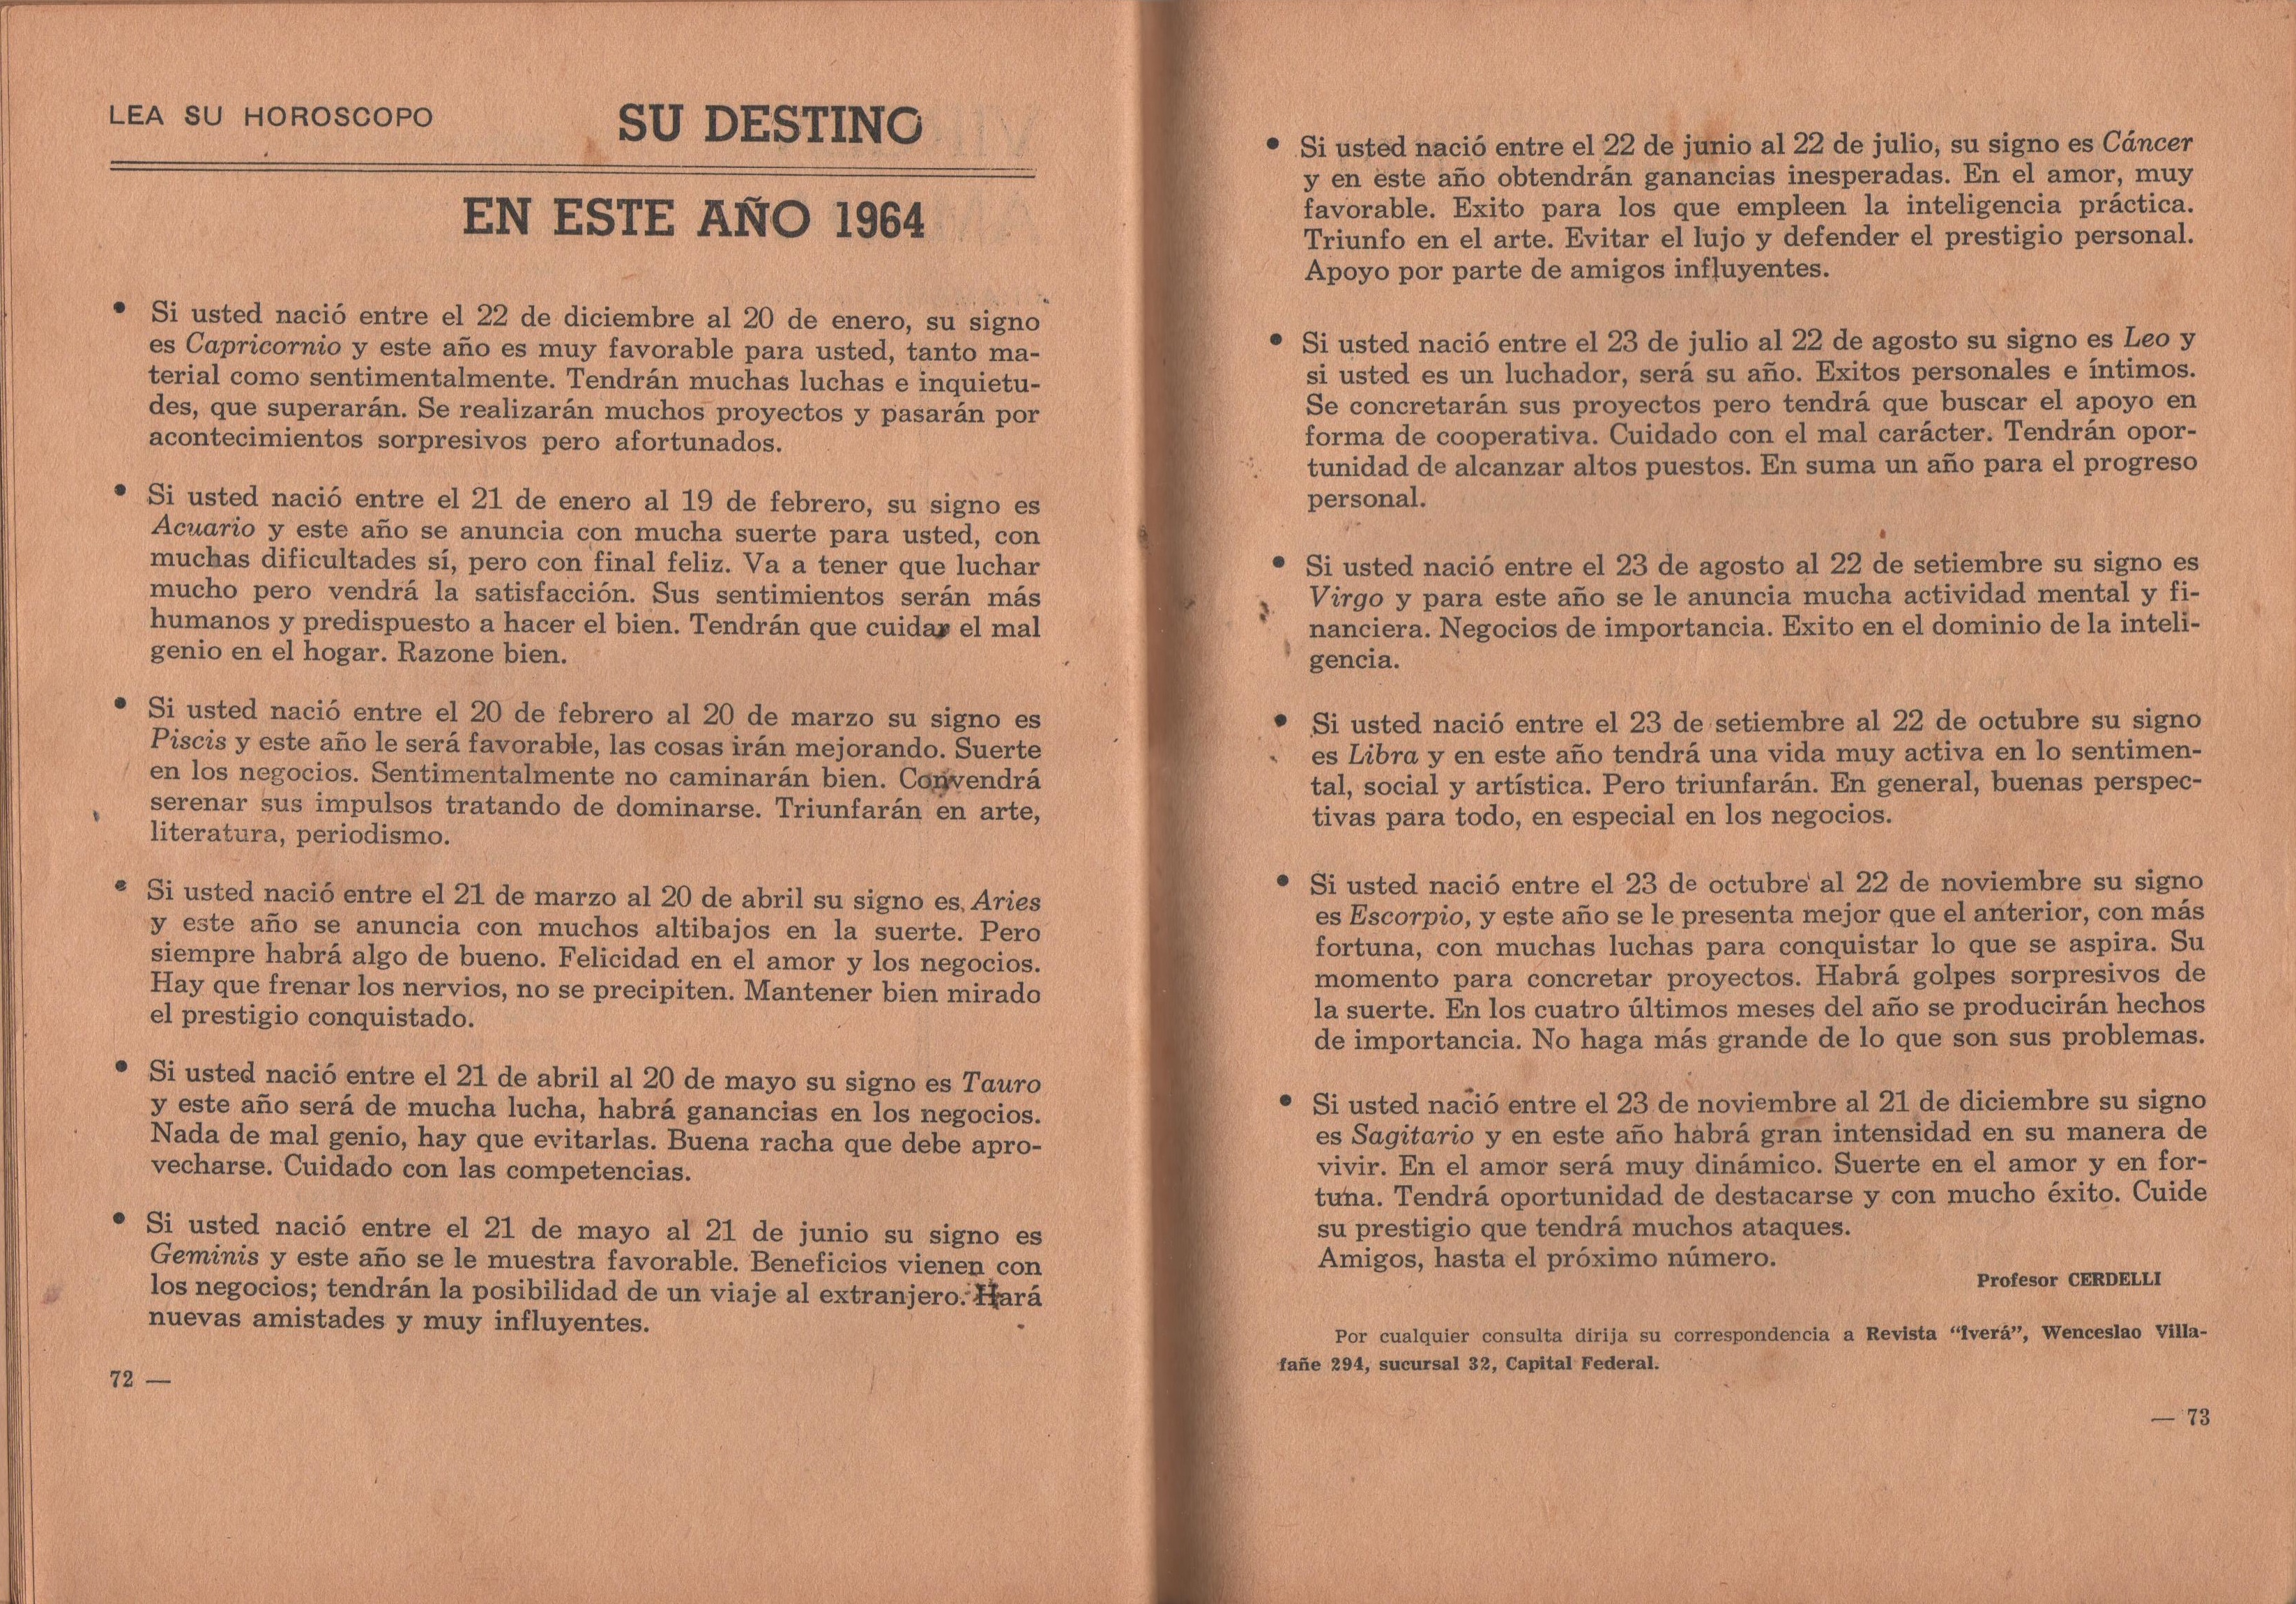 LEA SU HOROSCOPO
SU DESTINO
EN ESTE AÑO 1964
• Si usted nació entre el 22 de diciembre al 20 de enero, su signo
es Capricornio y este año es muy favorable para usted, tanto ma-
terial como sentimentalmente. Tendrán muchas luchas e inquietu-
des, que superarán. Se realizarán muchos proyectos y pasarán por
acontecimientos sorpresivos pero afortunados.
• Si usted nació entre el 21 de enero al 19 de febrero, su signo es
Acuario y este año se anuncia con mucha suerte para usted, con
muchas dificultades sí, pero con final feliz. Va a tener que luchar
mucho pero vendrá la satisfacción. Sus sentimientos serán más
humanos y predispuesto a hacer el bien. Tendrán que cuidar el mal
genio en el hogar. Razone bien.
• Si usted nació entre el 20 de febrero al 20 de marzo su signo es
Piscis y este año le será favorable, las cosas irán mejorando. Suerte
en los negocios. Sentimentalmente no caminarán bien. Convendrá
serenar sus impulsos tratando de dominarse. Triunfarán en arte,
literatura, periodismo.
• Si usted nació entre el 21 de marzo al 20 de abril su signo es Aries
y este año se anuncia con muchos altibajos en la suerte. Pero
siempre habrá algo de bueno. Felicidad en el amor y los negocios.
Hay que frenar los nervios, no se precipiten. Mantener bien mirado
el prestigio conquistado.
• Si usted nació entre el 21 de abril al 20 de mayo su signo es Tauro
y este año será de mucha lucha, habrá ganancias en los negocios.
Nada de mal genio, hay que evitarlas. Buena racha que debe apro-
vecharse. Cuidado con las competencias.
• Si usted nació entre el 21 de mayo al 21 de junio su signo es
Geminis y este año se le muestra favorable. Beneficios vienen con
los negocios; tendrán la posibilidad de un viaje al extranjero. Hará
nuevas amistades y muy influyentes.
72 —
• Si usted nació entre el 22 de junio al 22 de julio, su signo es Cáncer
y en este año obtendrán ganancias inesperadas. En el amor, muy
favorable. Exito para los que empleen la inteligencia práctica.
Triunfo en el arte. Evitar el lujo y defender el prestigio personal.
Apoyo por parte de amigos influyentes.
• Si usted nació entre el 23 de julio al 22 de agosto su signo es Leo y
si usted es un luchador, será su año. Exitos personales e íntimos.
Se concretarán sus proyectos pero tendrá que buscar el apoyo en
forma de cooperativa. Cuidado con el mal carácter. Tendrán opor-
tunidad de alcanzar altos puestos. En suma un año para el progreso
personal.
• Si usted nació entre el 23 de agosto al 22 de setiembre su signo es
Virgo y para este año se le anuncia mucha actividad mental y fi-
nanciera. Negocios de importancia. Exito en el dominio de la inteli-
gencia.
• Si usted nació entre el 23 de setiembre al 22 de octubre su signo
es Libra y en este año tendrá una vida muy activa en lo sentimen-
tal, social y artística. Pero triunfarán. En general, buenas perspec-
tivas para todo, en especial en los negocios.
• Si usted nació entre el 23 de octubre al 22 de noviembre su signo
es Escorpio, y este año se le presenta mejor que el anterior, con más
fortuna, con muchas luchas para conquistar lo que se aspira. Su
momento para concretar proyectos. Habrá golpes sorpresivos de
la suerte. En los cuatro últimos meses del año se producirán hechos
de importancia. No haga más grande de lo que son sus problemas.
• Si usted nació entre el 23 de noviembre al 21 de diciembre su signo
es Sagitario y en este año habrá gran intensidad en su manera de
vivir. En el amor será muy dinámico. Suerte en el amor y en for-
tuna. Tendrá oportunidad de destacarse y con mucho éxito. Cuide
su prestigio que tendrá muchos ataques.
Amigos, hasta el próximo número.
Profesor CERDELLI
Por cualquier consulta dirija su correspondencia a Revista “Iverá”, Wenceslao Villa-
fañe 294, sucursal 32, Capital Federal.
— 73